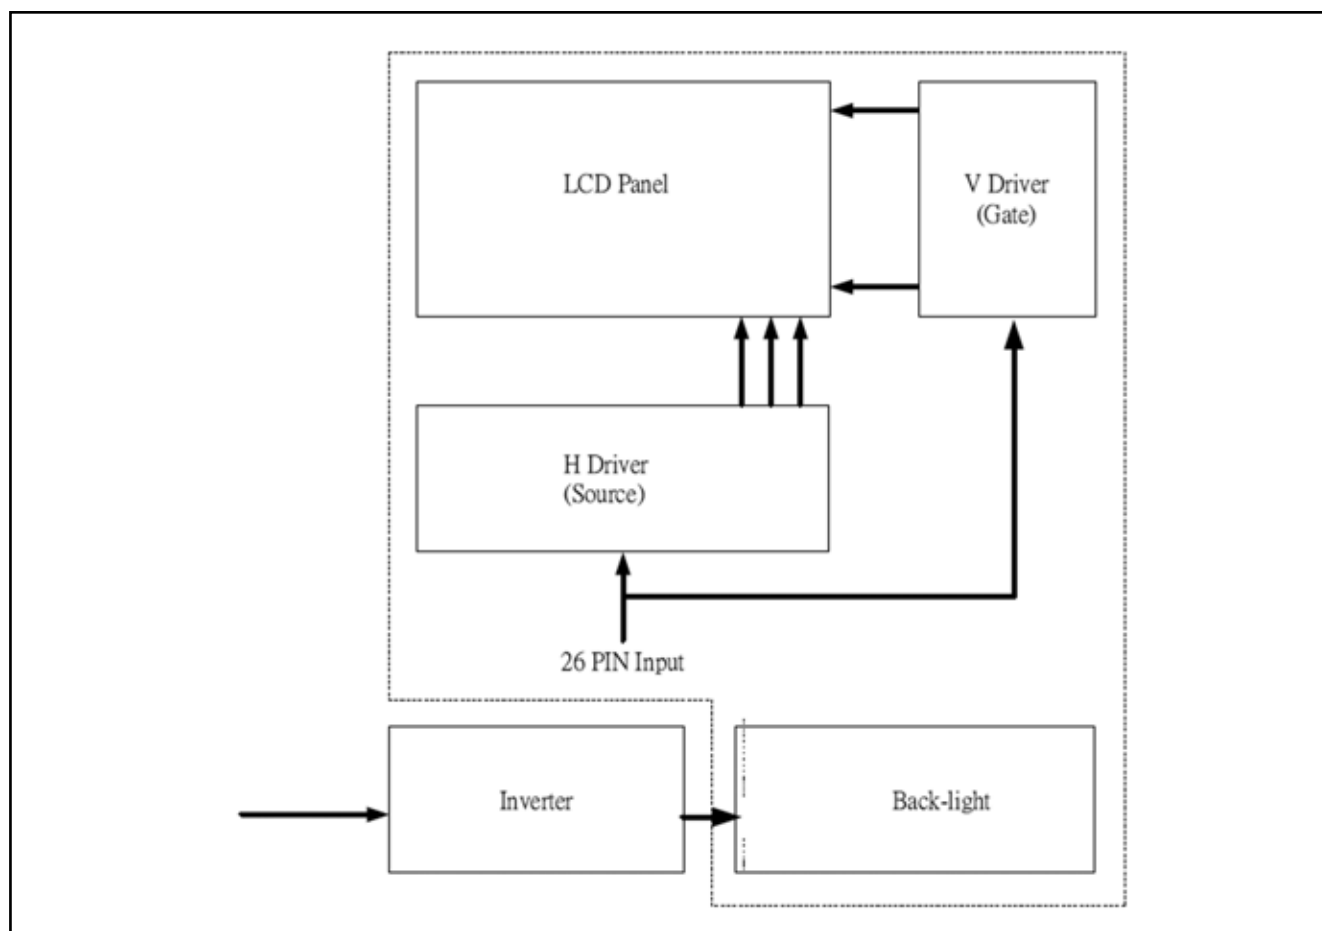 LCD Panel
V Driver
(Gate)
H Driver
(Source)
26 PIN Input
Inverter
Back-light